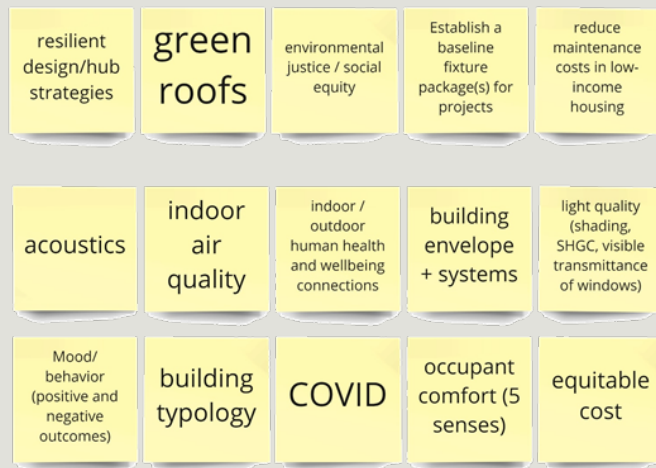 resilient
design/hub
strategies
green
roofs
environmental
justice / social
equity
Establish a
baseline
fixture
package(s) for
projects
reduce
maintenance
costs in low-
income
housing
acoustics
indoor
air
quality
indoor /
outdoor
human health
and wellbeing
connections
building
envelope
+ systems
light quality
(shading,
SHGC, visible
transmittance
of windows)
Mood/
behavior
(positive and
negative
outcomes)
building
typology
COVID
occupant
comfort (5
senses)
equitable
cost